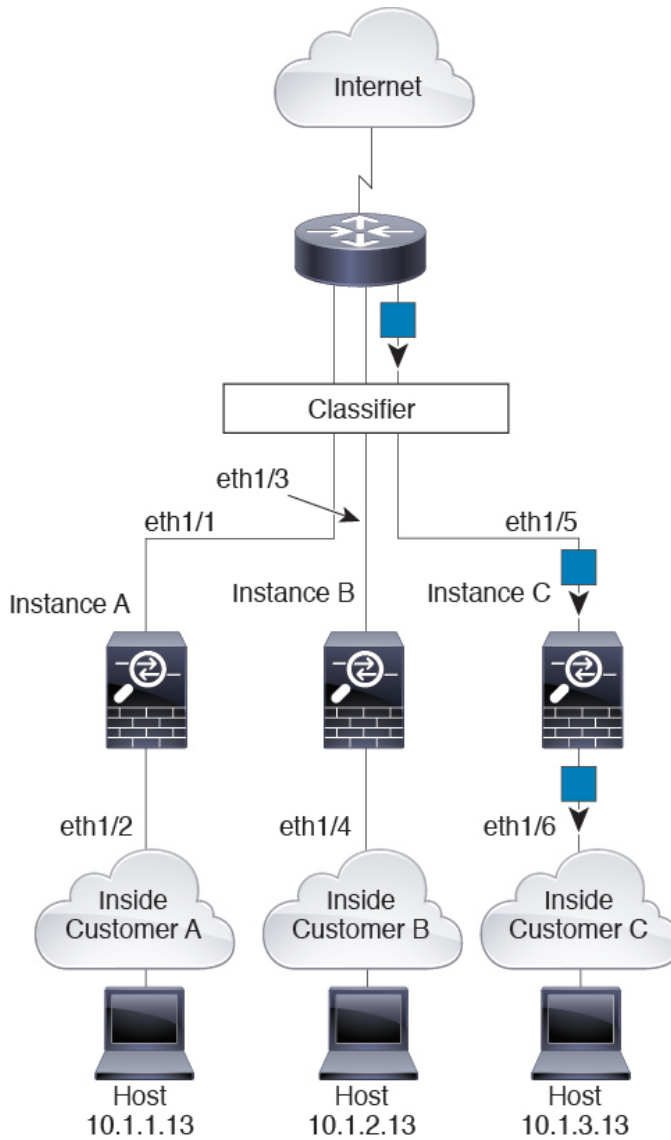 Internet
Classifier
eth1/3
eth1/1
eth1/5
Instance A
Instance B
Instance C
eth1/2
eth1/4
eth1/6
Inside
Customer A
Inside
Customer B
Inside
Customer C
Host
10.1.1.13
Host
10.1.2.13
Host
10.1.3.13